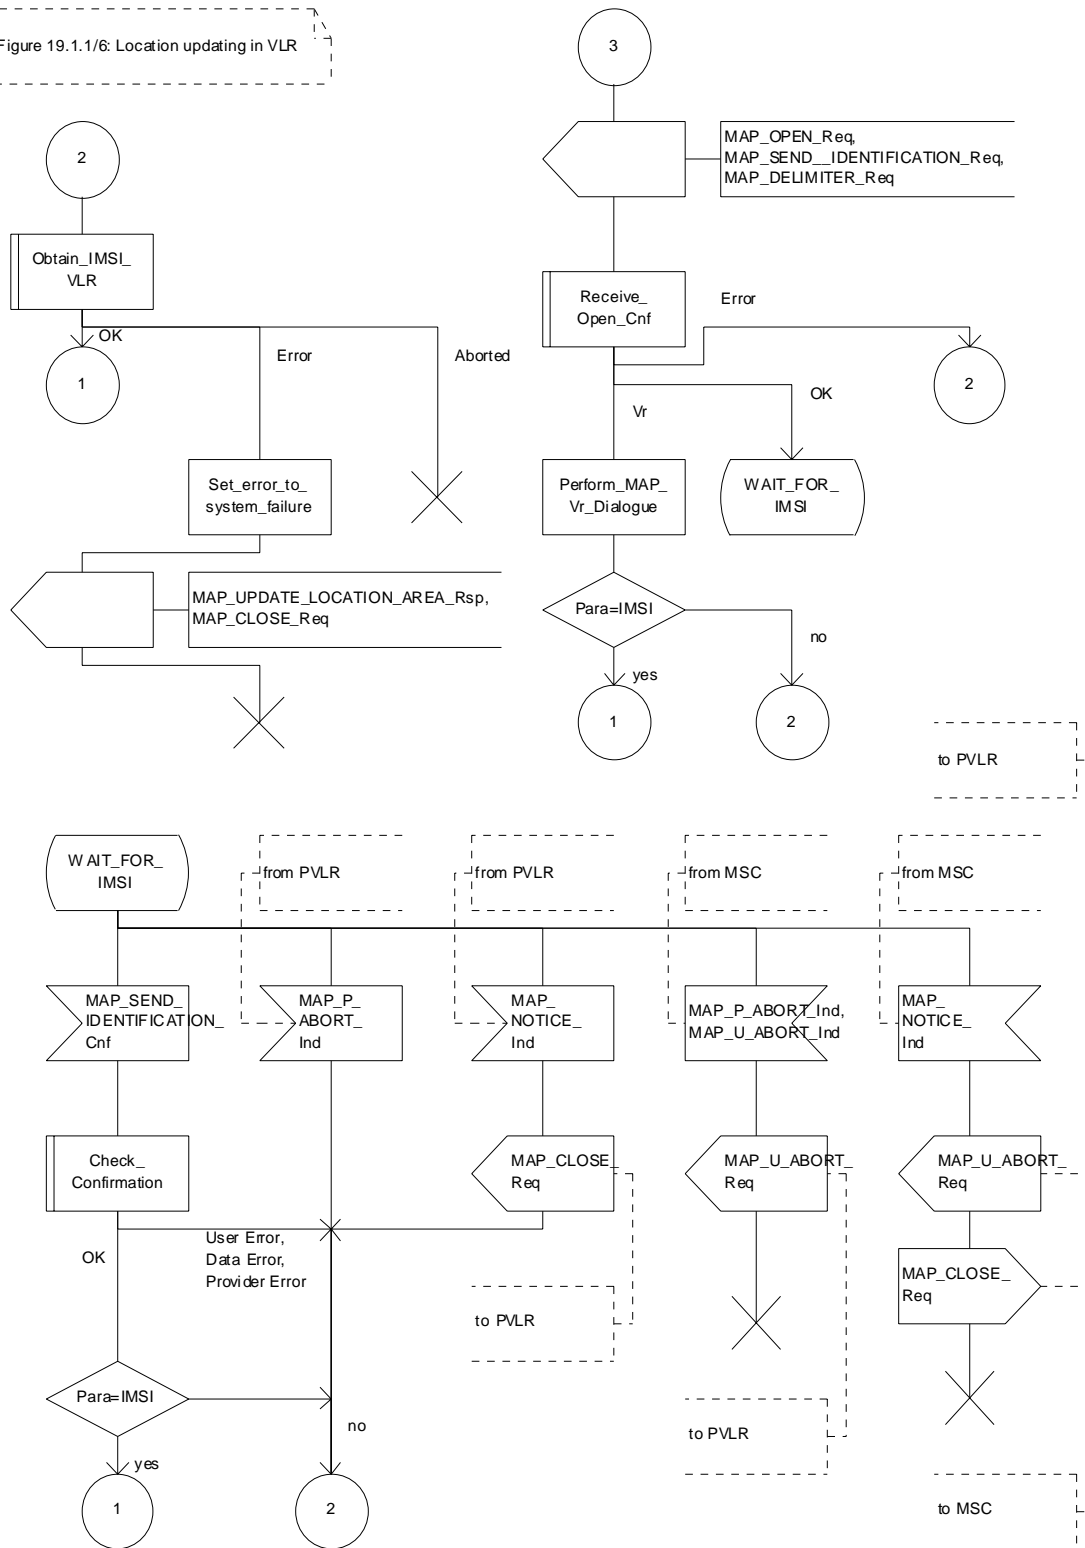 Figure 19.1.1/6: Location updating in VLR
3
MAP_OPEN_Req,
MAP_SEND__IDENTIFICATION_Req,
MAP_DELIMITER_Req
2
Obtain_IMSI_
VLR
OK
Error
Aborted
1
Receive_
Open_Cnf
Error
2
OK
Vr
Set_error_to_
system_failure
Perform_MAP_
Vr_Dialogue
WAIT_FOR_
IMSI
MAP_UPDATE_LOCATION_AREA_Rsp,
MAP_CLOSE_Req
Para=IMSI
no
yes
1
2
to PVLR
WAIT_FOR_
IMSI
from PVLR
from PVLR
from MSC
from MSC
MAP_SEND_
IDENTIFICATION_
Cnf
MAP_P_
ABORT_
Ind
MAP_
NOTICE_
Ind
MAP_P_ABORT_Ind,
MAP_U_ABORT_Ind
MAP_
NOTICE_
Ind
Check_
Confirmation
MAP_CLOSE_
Req
MAP_U_ABORT_
Req
MAP_U_ABORT_
Req
OK
User Error,
Data Error,
Provider Error
MAP_CLOSE_
Req
to PVLR
Para=IMSI
no
to PVLR
yes
1
2
to MSC